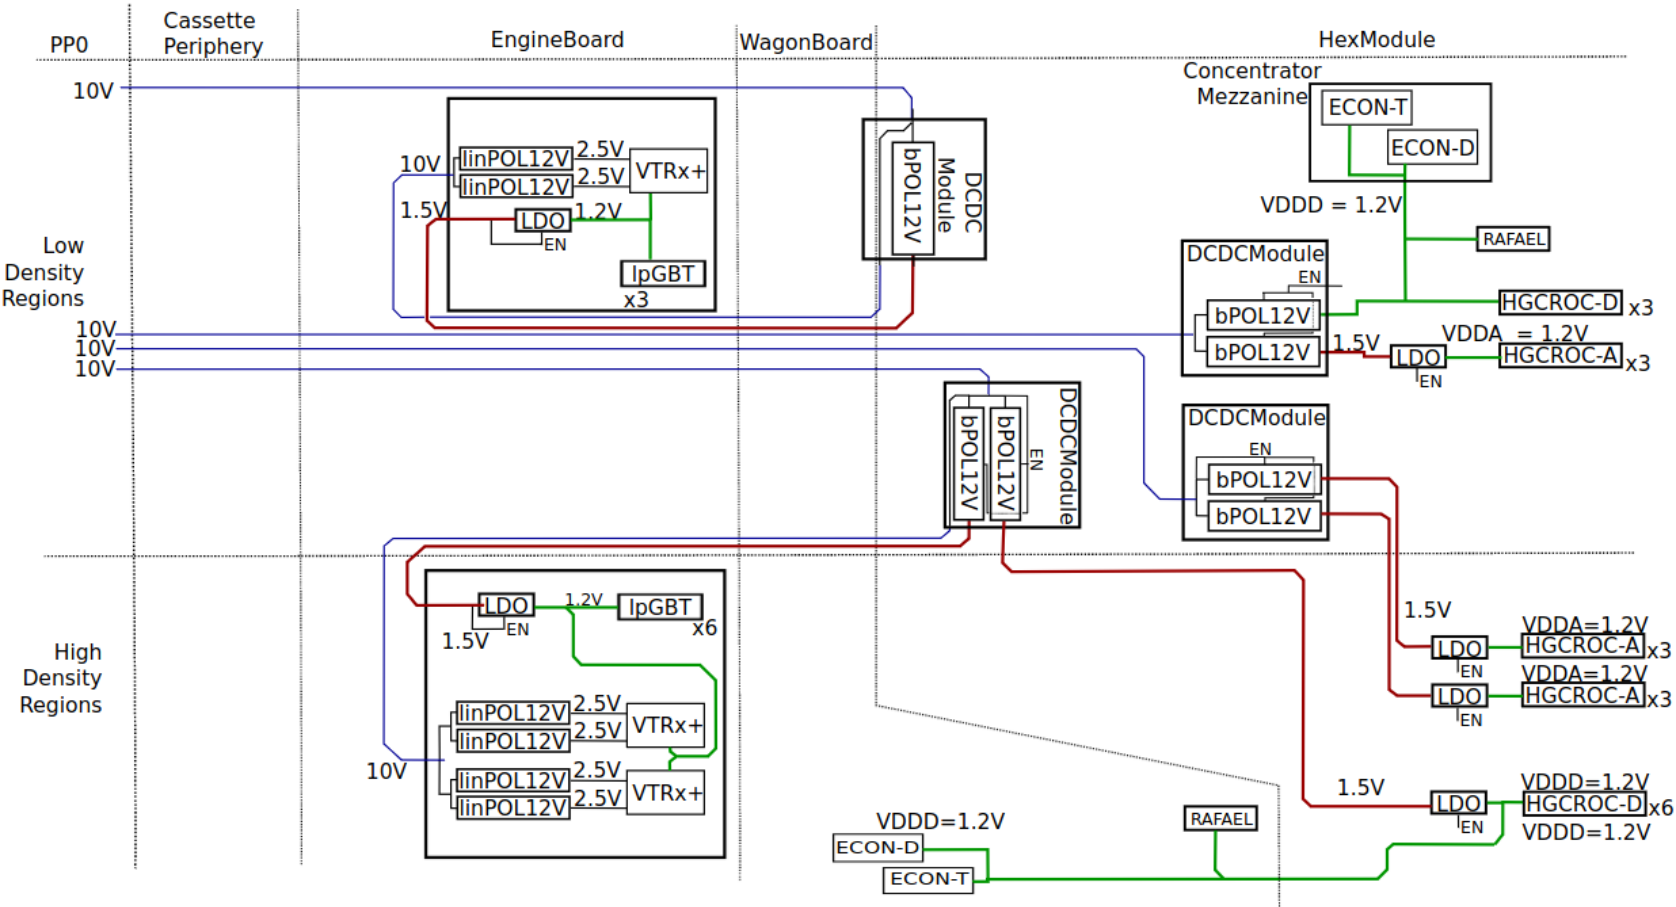 PP0
Cassette
Periphery
EngineBoard
WagonBoard
HexModule
10V
Low
Density
Regions
10V
linPOL12V
2.5V
linPOL12V
2.5V
VTRx+
1.5V
LDO
1.2V
EN
lpGBT
x3
bPOL12V
DCDC
Module
Concentrator
Mezzanine
ECON-T
ECON-D
VDDD = 1.2V
RAFAEL
DCDCModule
EN
bPOL12V
bPOL12V
HGCROC-D
x3
1.5V
VDDA = 1.2V
LDO
EN
HGCROC-A
x3
10V
10V
10V
bPOL12V
bPOL12V
EN
DCDCModule
DCDCModule
EN
bPOL12V
bPOL12V
High
Density
Regions
LDO
EN
1.5V
1.2V
lpGBT
x6
linPOL12V
2.5V
linPOL12V
2.5V
VTRx+
10V
linPOL12V
2.5V
linPOL12V
2.5V
VTRx+
1.5V
LDO
EN
VDDA=1.2V
HGCROC-A
x3
LDO
EN
VDDA=1.2V
HGCROC-A
x3
1.5V
LDO
EN
VDDD=1.2V
HGCROC-D
x6
VDDD=1.2V
VDDD=1.2V
ECON-D
ECON-T
RAFAEL